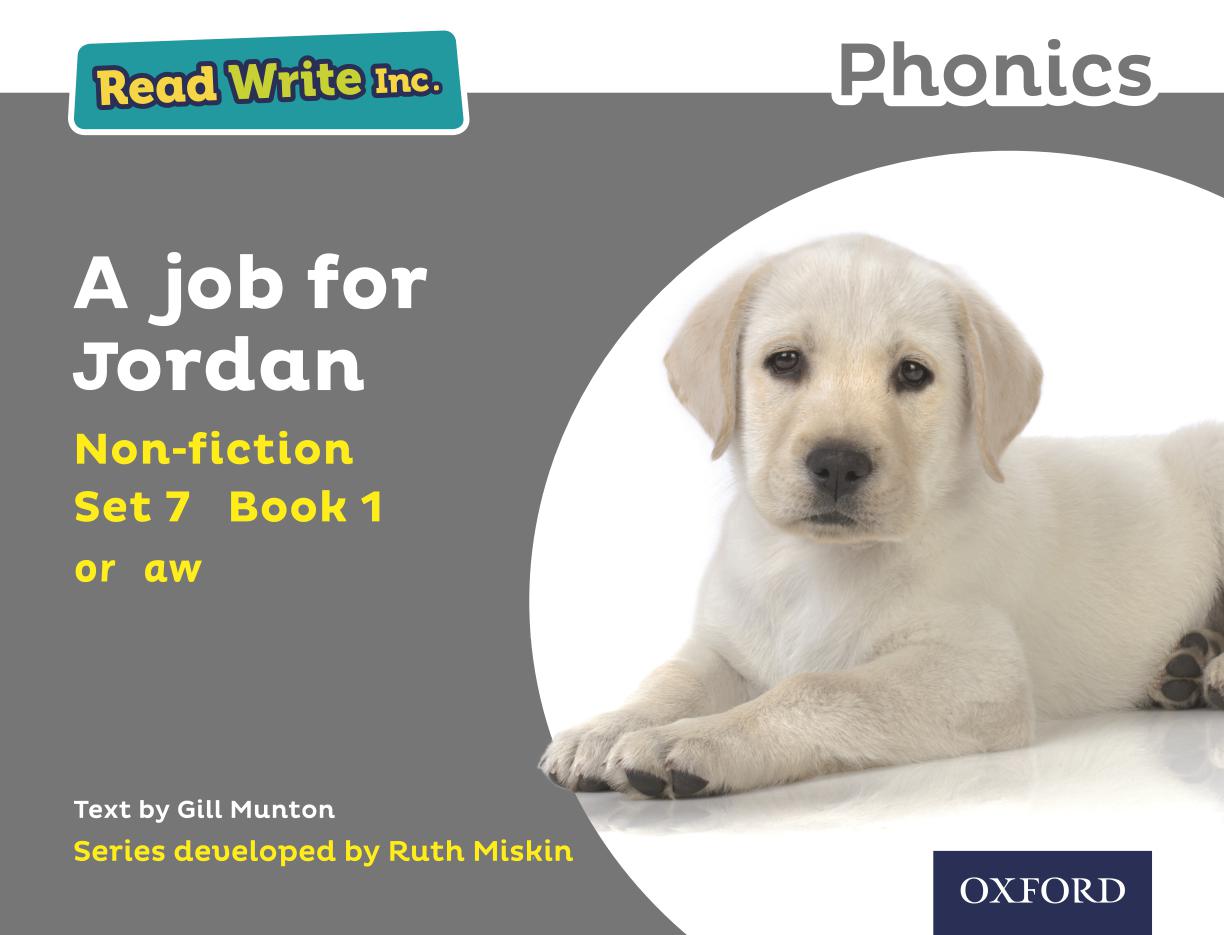 Read Write Inc.
Phonics
A job for
Jordan
Non-fiction
Set 7 Book 1
or aw
Text by Gill Munton
Series developed by Ruth Miskin
OXFORD